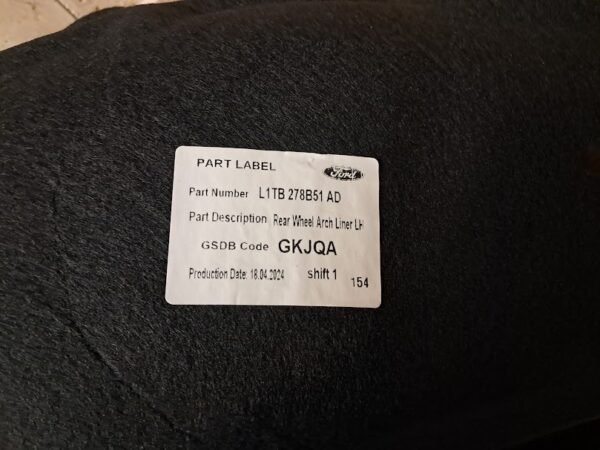 PART LABEL
Ford
Part Number L1TB 278B51 AD
Part Description: Rear Wheel Arch Liner LH
GSDB Code GKJQA
Production Date: 18.04.2024 shift 1 154